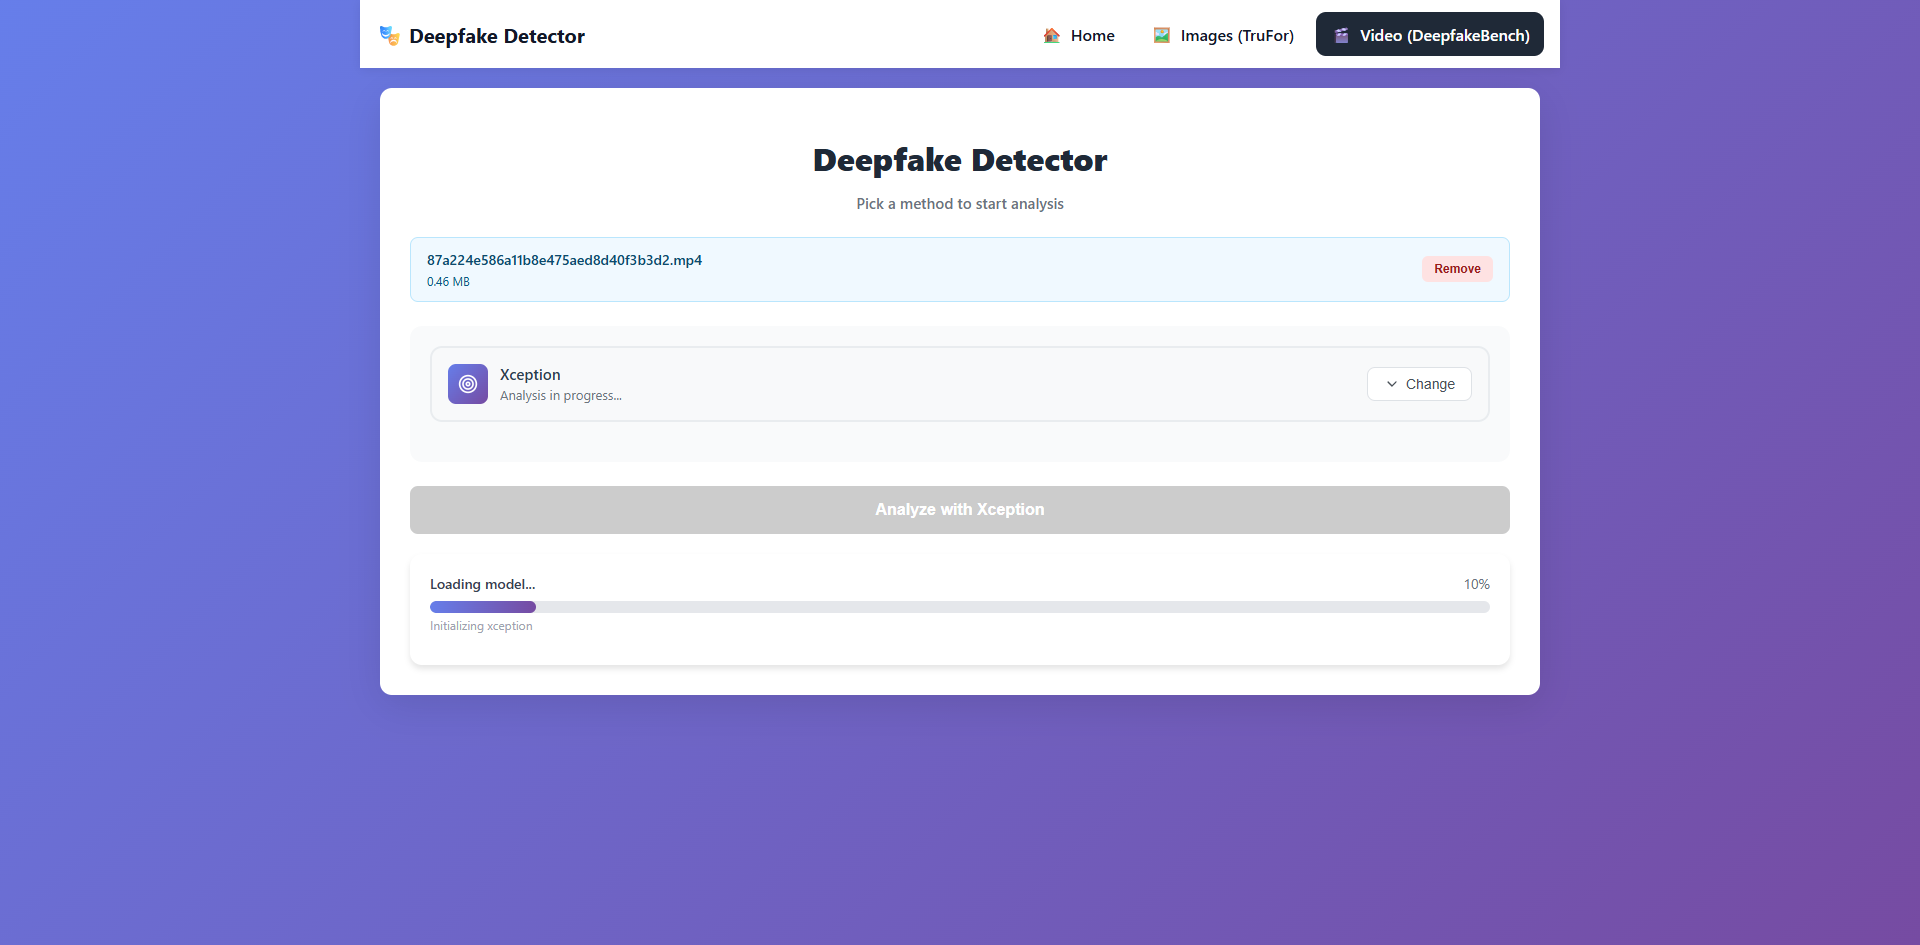 Deepfake Detector
Home
Images (TruFor)
Video (DeepfakeBench)
Deepfake Detector
Pick a method to start analysis
87a224e586a11b8e475aed8d40f3b3d2.mp4
0.46 MB
Remove
Xception
Analysis in progress...
Change
Analyze with Xception
Loading model...
10%
Initializing xception